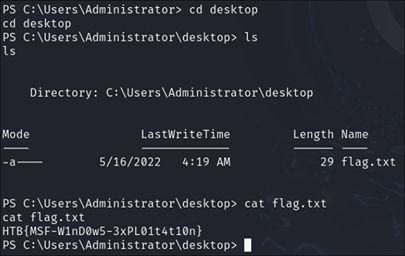 PS C:\Users\Administrator> cd desktop
cd desktop
PS C:\Users\Administrator\desktop> ls
ls
Directory: C:\Users\Administrator\desktop
Mode LastWriteTime Length Name
---- ------------- ------ ----
-a---- 5/16/2022 4:19 AM 29 flag.txt
PS C:\Users\Administrator\desktop> cat flag.txt
cat flag.txt
HTB{MSF-W1nD0w5-3xPL01t4t10n}
PS C:\Users\Administrator\desktop>